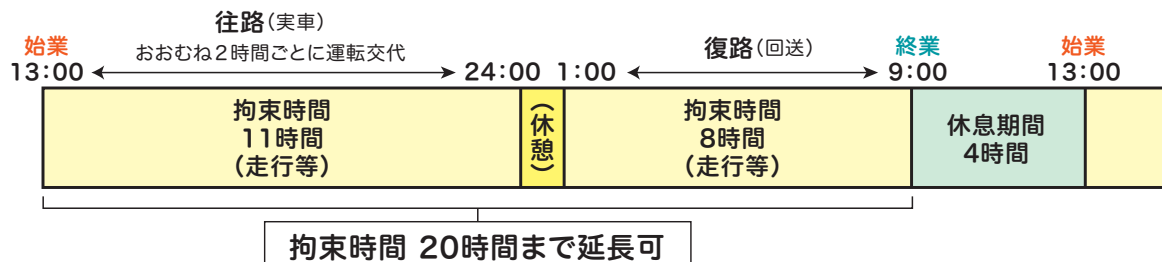 往路(実車)
おおむね2時間ごとに運転交代
復路(回送)
始業
終業
始業
13:00
24:00
1:00
9:00
13:00
拘束時間
11時間
(走行等)
(休憩)
拘束時間
8時間
(走行等)
休息期間
4時間
拘束時間 20時間まで延長可